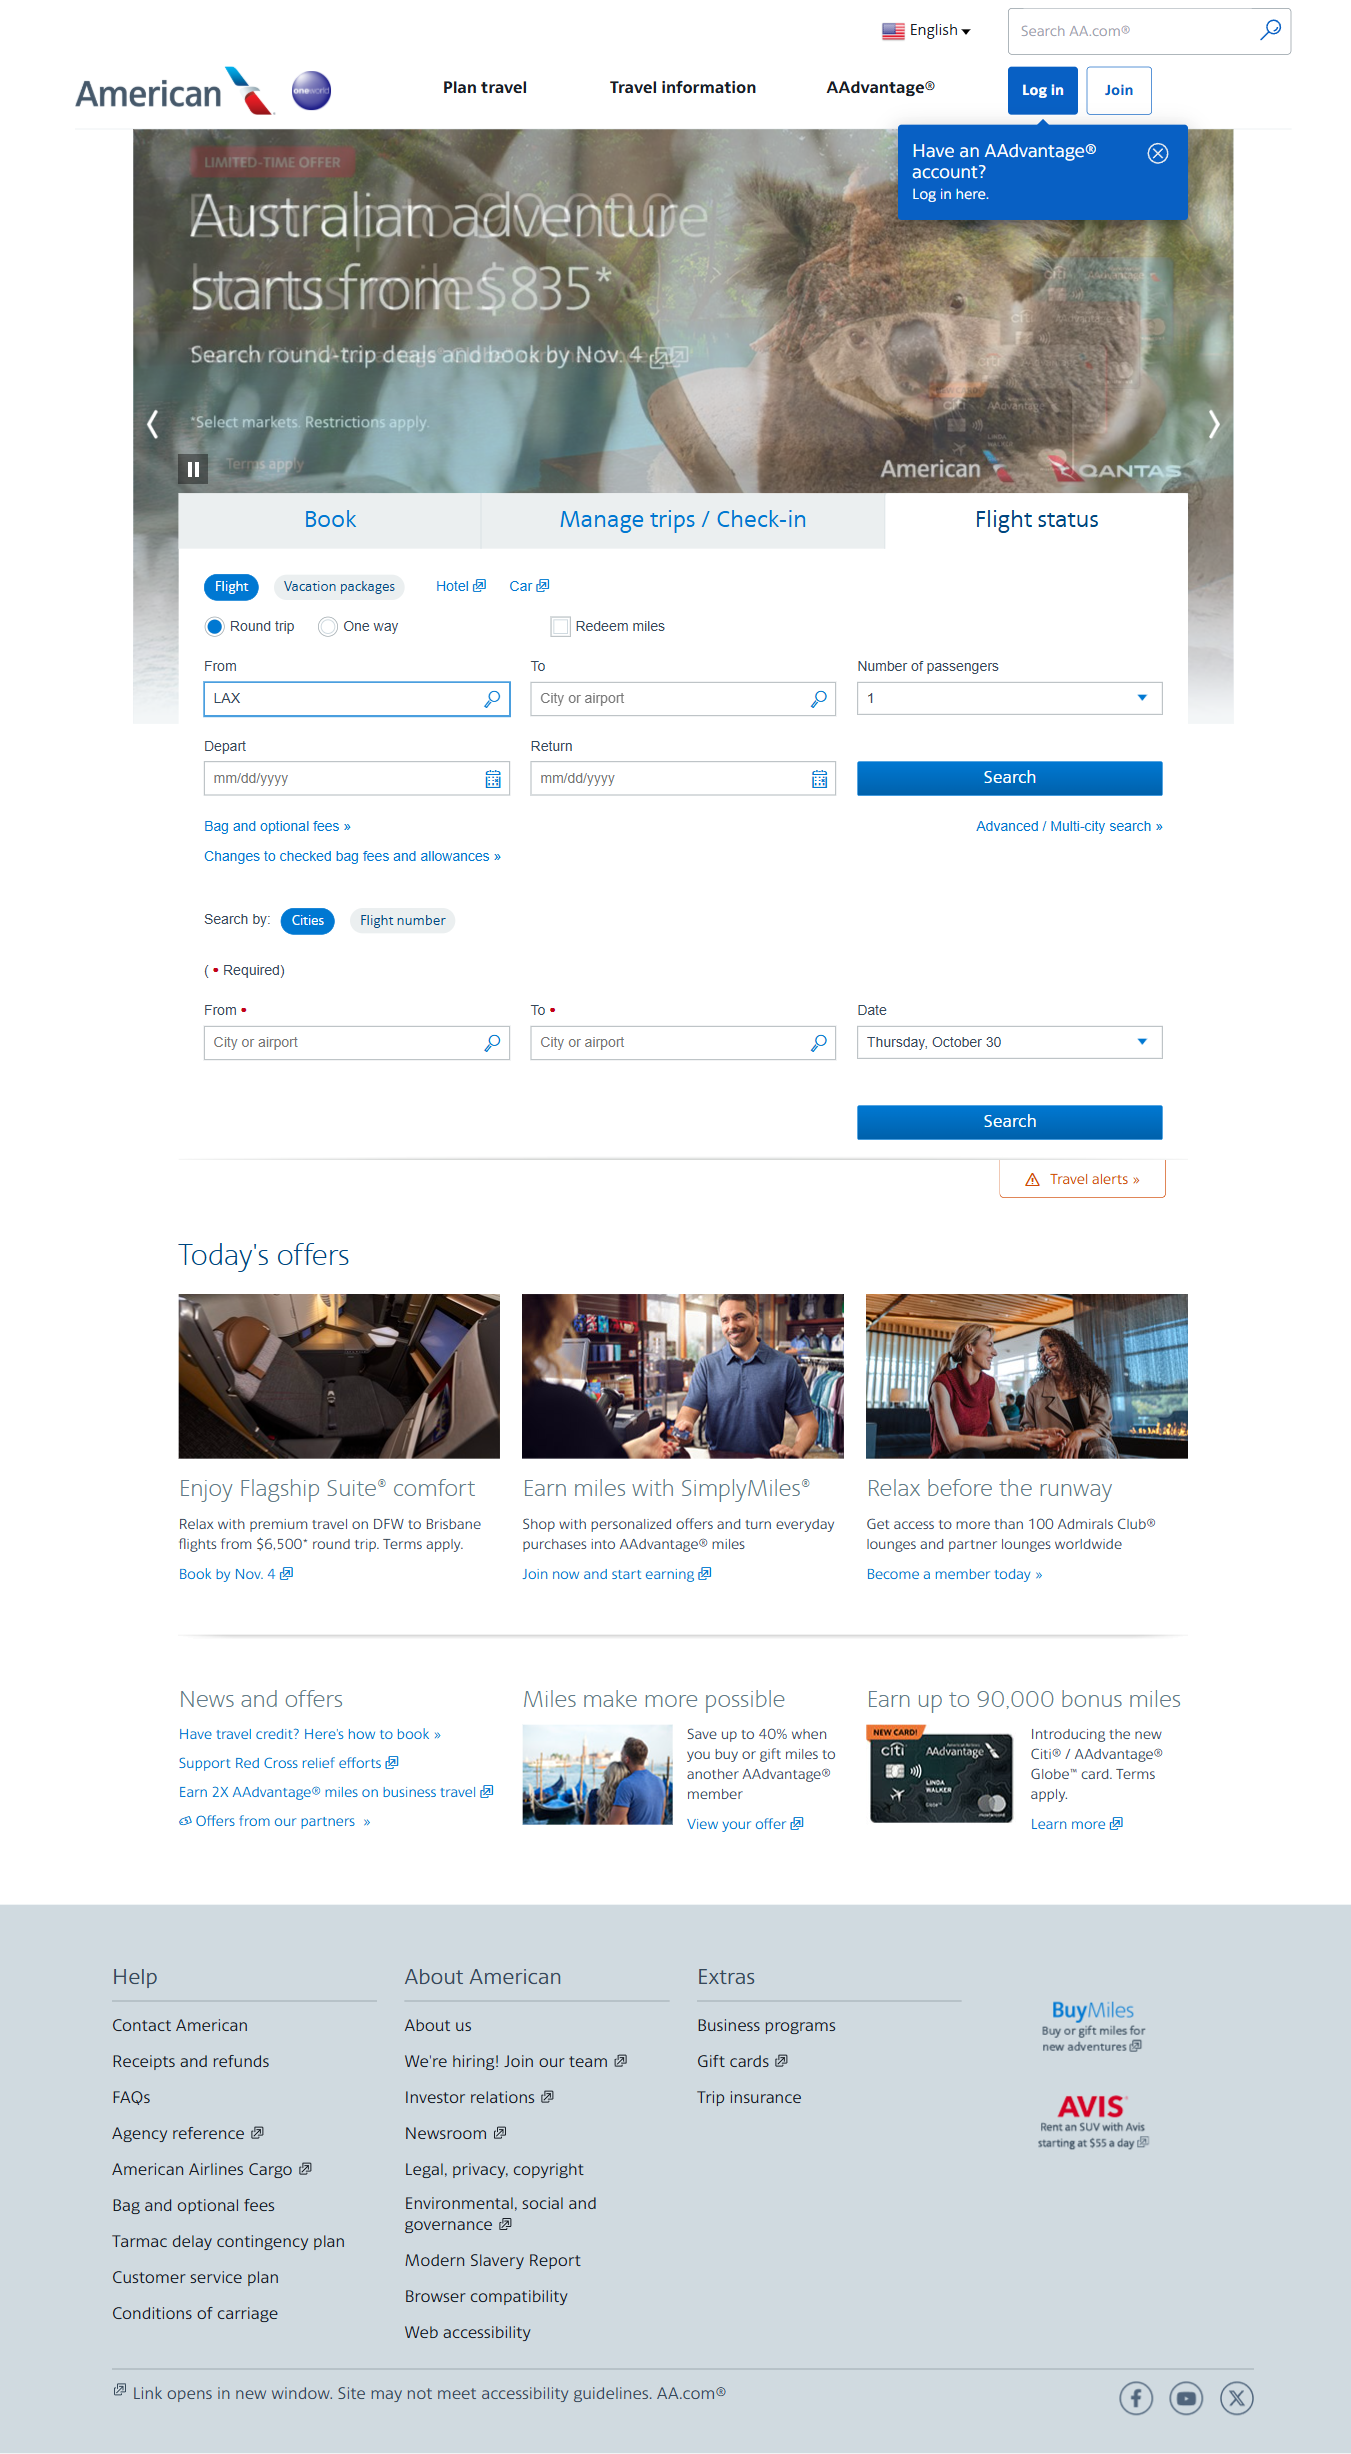 English
Search AA.com®
American
oneworld
Plan travel
Travel information
AAdvantage®
Log in
Join
Have an AAdvantage®
account?
Log in here.
LIMITED-TIME OFFER
Australian adventure
starts from $835*
Search round-trip deals and book by Nov. 4
*Select markets. Restrictions apply.
Terms apply
American
QANTAS
Book
Manage trips / Check-in
Flight status
Flight
Vacation packages
Hotel
Car
Round trip
One way
Redeem miles
From
To
Number of passengers
LAX
City or airport
1
Depart
Return
mm/dd/yyyy
mm/dd/yyyy
Search
Bag and optional fees »
Advanced / Multi-city search »
Changes to checked bag fees and allowances »
Search by:
Cities
Flight number
( • Required)
From •
To •
Date
City or airport
City or airport
Thursday, October 30
Search
Travel alerts »
Today's offers
Enjoy Flagship Suite® comfort
Relax with premium travel on DFW to Brisbane
flights from $6,500* round trip. Terms apply.
Book by Nov. 4
Earn miles with SimplyMiles®
Shop with personalized offers and turn everyday
purchases into AAdvantage® miles
Join now and start earning
Relax before the runway
Get access to more than 100 Admirals Club®
lounges and partner lounges worldwide
Become a member today »
News and offers
Have travel credit? Here's how to book »
Support Red Cross relief efforts
Earn 2X AAdvantage® miles on business travel
Offers from our partners »
Miles make more possible
Save up to 40% when
you buy or gift miles to
another AAdvantage®
member
View your offer
Earn up to 90,000 bonus miles
NEW CARD!
citi
AAdvantage
LINDA
WALKER
mastercard
Introducing the new
Citi® / AAdvantage®
Globe™ card. Terms
apply.
Learn more
Help
Contact American
Receipts and refunds
FAQs
Agency reference
American Airlines Cargo
Bag and optional fees
Tarmac delay contingency plan
Customer service plan
Conditions of carriage
About American
About us
We're hiring! Join our team
Investor relations
Newsroom
Legal, privacy, copyright
Environmental, social and
governance
Modern Slavery Report
Browser compatibility
Web accessibility
Extras
Business programs
Gift cards
Trip insurance
BuyMiles
Buy or gift miles for
new adventures
AVIS
Rent an SUV with Avis
starting at $55 a day
Link opens in new window. Site may not meet accessibility guidelines. AA.com®